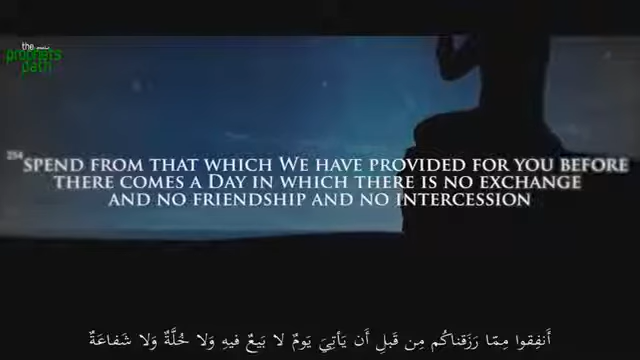 the
prophets
path
254 SPEND FROM THAT WHICH WE HAVE PROVIDED FOR YOU BEFORE
THERE COMES A DAY IN WHICH THERE IS NO EXCHANGE
AND NO FRIENDSHIP AND NO INTERCESSION
أَنفِقوا مِمّا رَزَقناكُم مِن قَبلِ أَن يَأتِيَ يَومٌ لا بَيعٌ فيهِ وَلا خُلَّةٌ وَلا شَفاعَةٌ